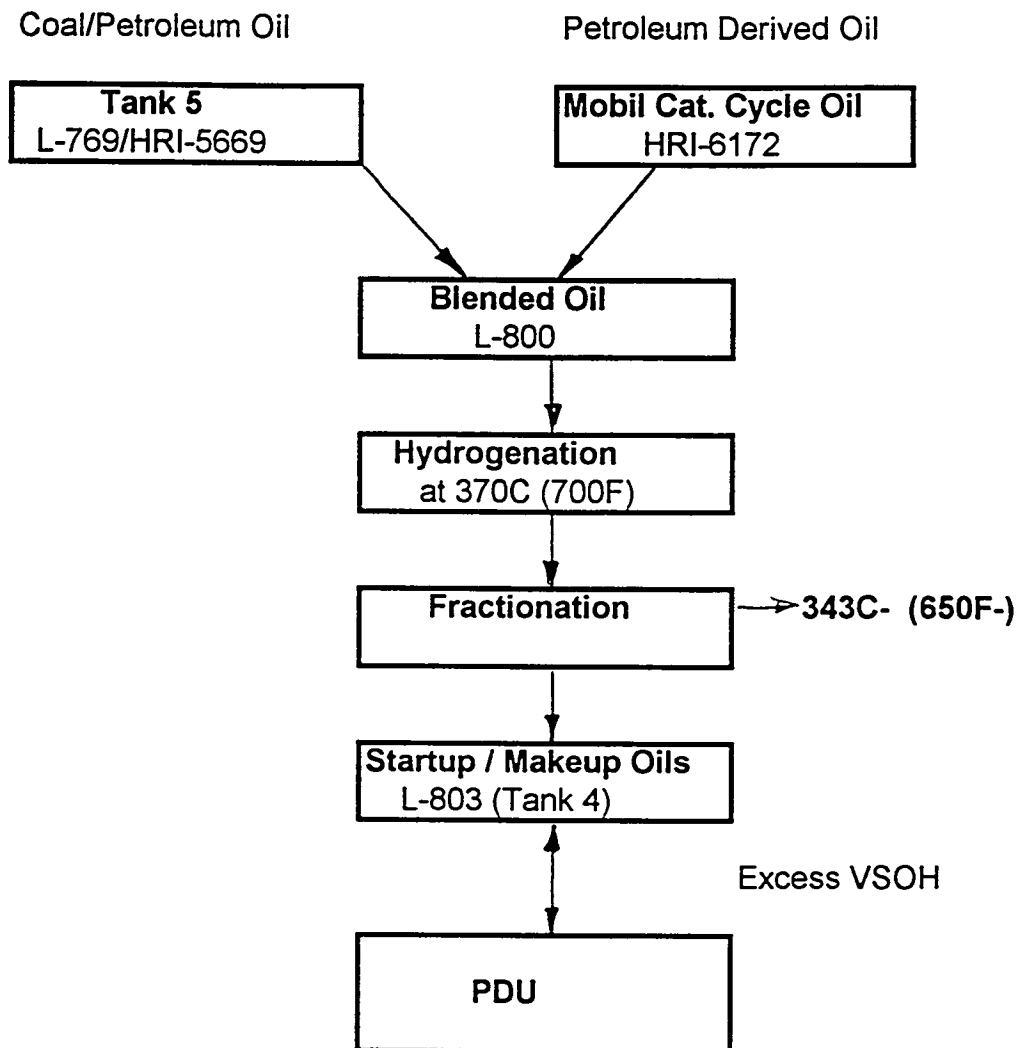 Coal/Petroleum Oil
Petroleum Derived Oil
Tank 5
L-769/HRI-5669
Mobil Cat. Cycle Oil
HRI-6172
Blended Oil
L-800
Hydrogenation
at 370C (700F)
Fractionation
343C- (650F-)
Startup / Makeup Oils
L-803 (Tank 4)
Excess VSOH
PDU